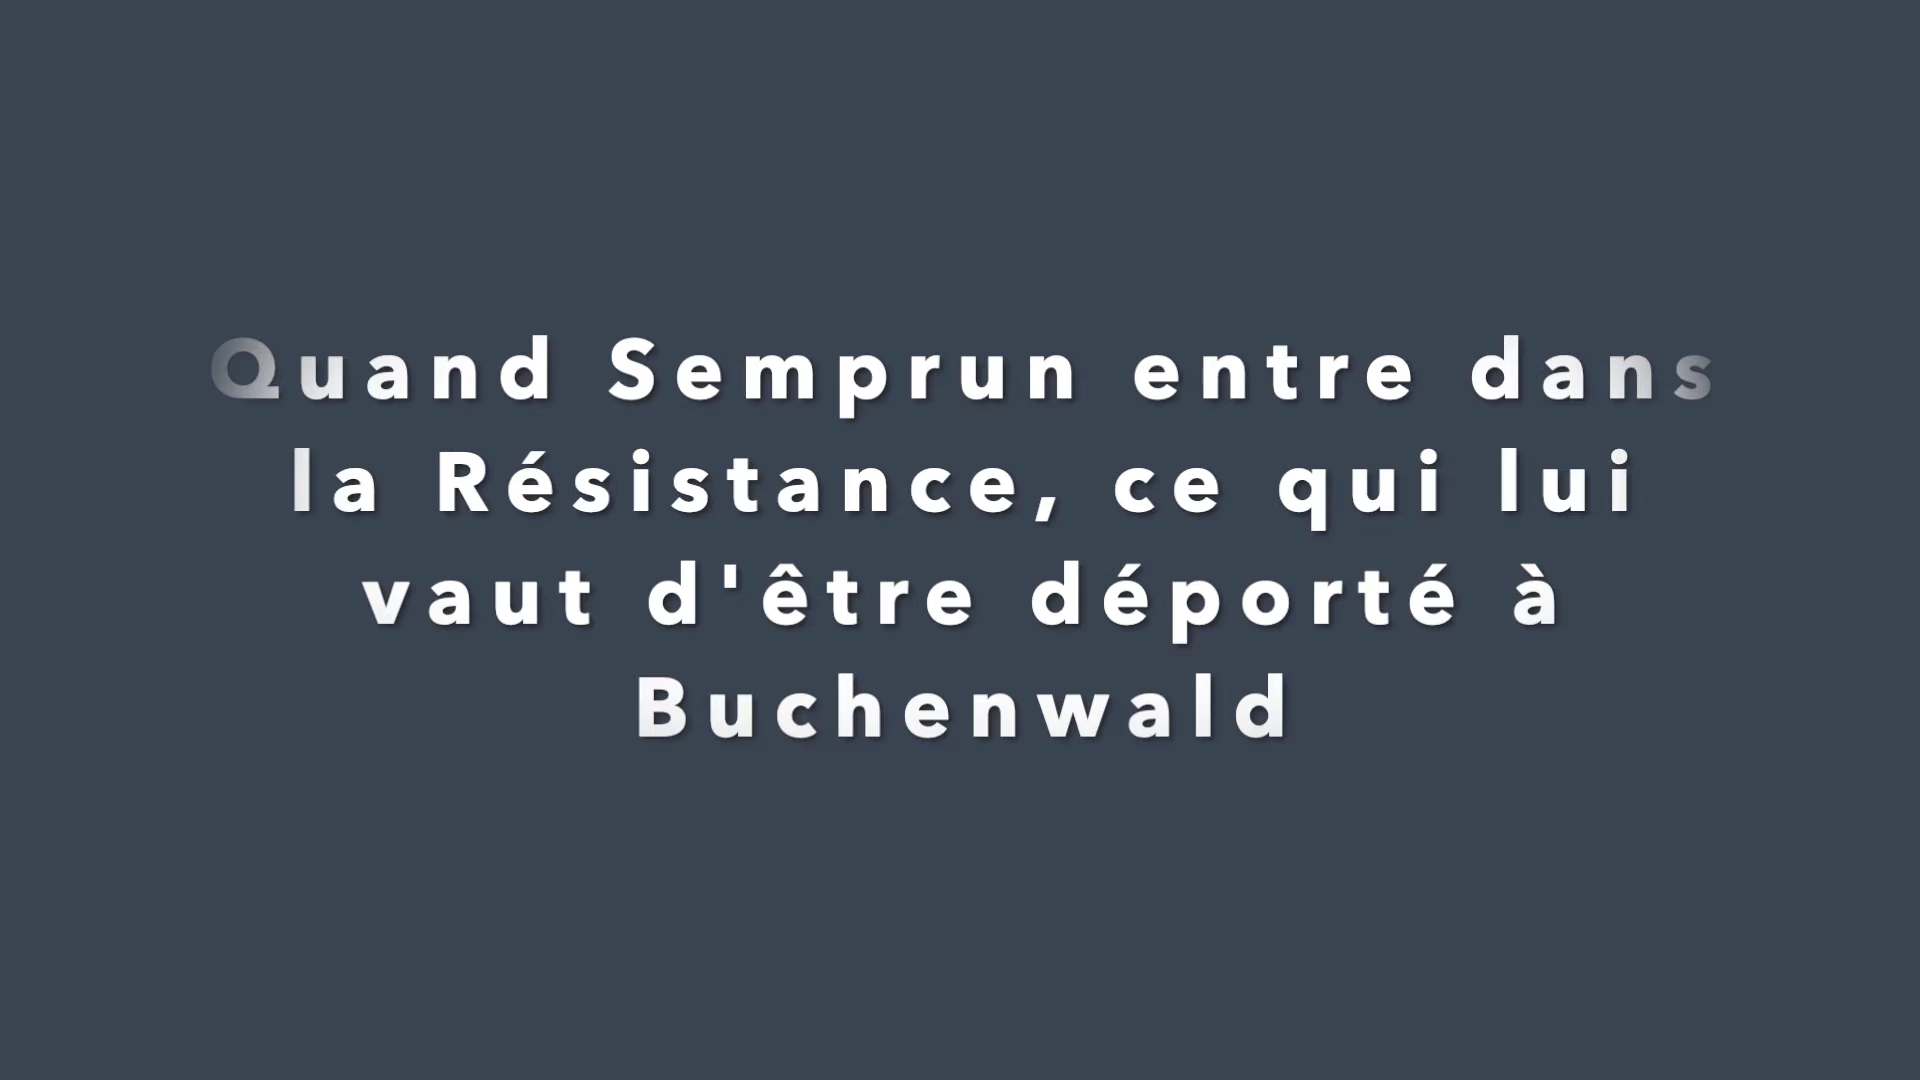 Quand Semprun entre dans
la Résistance, ce qui lui
vaut d'être déporté à
Buchenwald